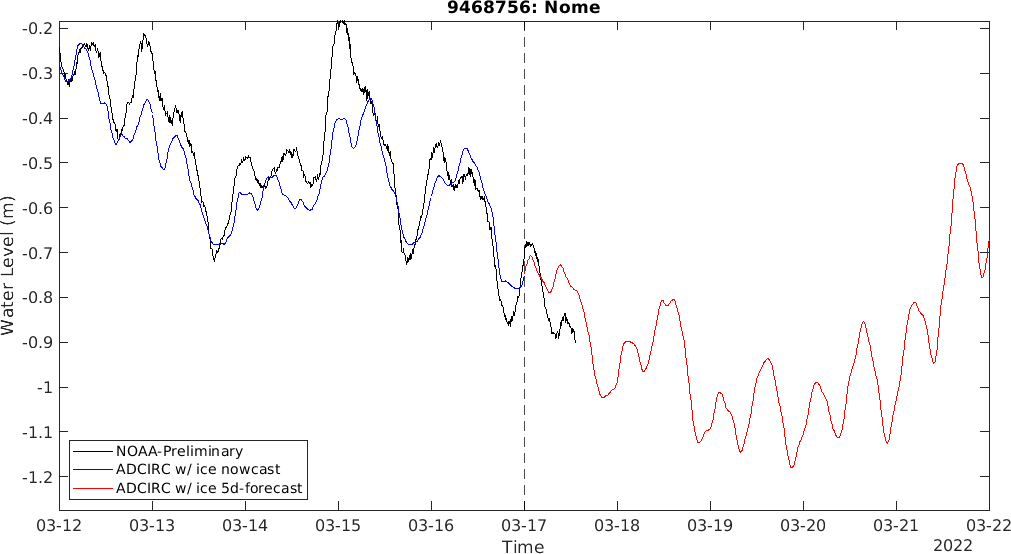 9468756: Nome
-0.2
-0.3
-0.4
-0.5
-0.6
-0.7
-0.8
-0.9
-1
-1.1
-1.2
Water Level (m)
NOAA-Preliminary
ADCIRC w/ ice nowcast
ADCIRC w/ ice 5d-forecast
03-12 03-13 03-14 03-15 03-16 03-17 03-18 03-19 03-20 03-21 03-22
Time
2022